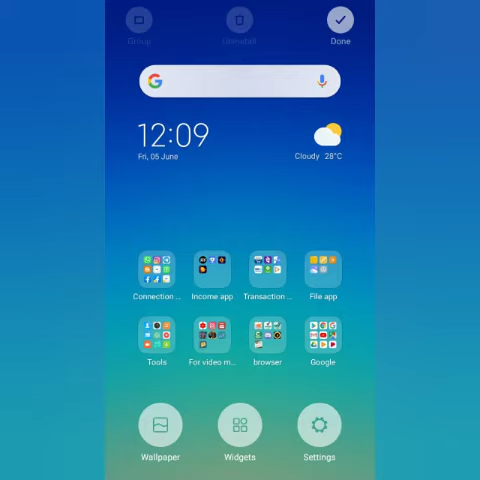 Group Uninstall Done
12:09
Fri, 05 June
Cloudy 28°C
Connection .. Income app Transaction .. File app
Tools For video m.. browser Google
Wallpaper Widgets Settings